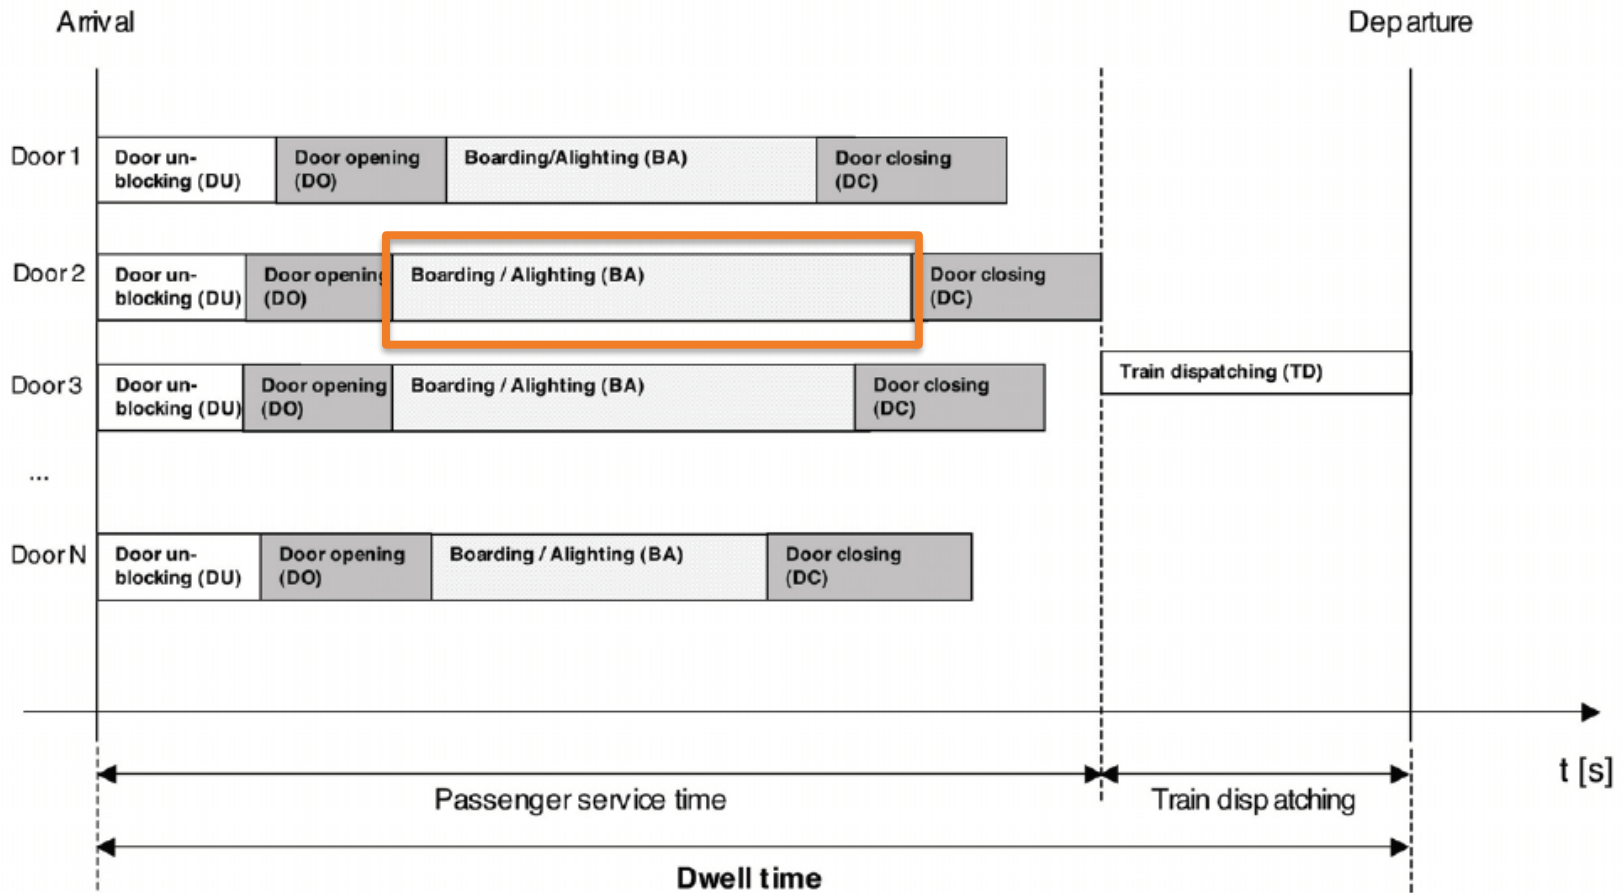 Arrival
Departure
Door 1
Door un-
blocking (DU)
Door opening
(DO)
Boarding/Alighting (BA)
Door closing
(DC)
Door 2
Door un-
blocking (DU)
Door opening
(DO)
Boarding / Alighting (BA)
Door closing
(DC)
Door 3
Door un-
blocking (DU)
Door opening
(DO)
Boarding / Alighting (BA)
Door closing
(DC)
Train dispatching (TD)
...
Door N
Door un-
blocking (DU)
Door opening
(DO)
Boarding / Alighting (BA)
Door closing
(DC)
t [s]
Passenger service time
Train dispatching
Dwell time